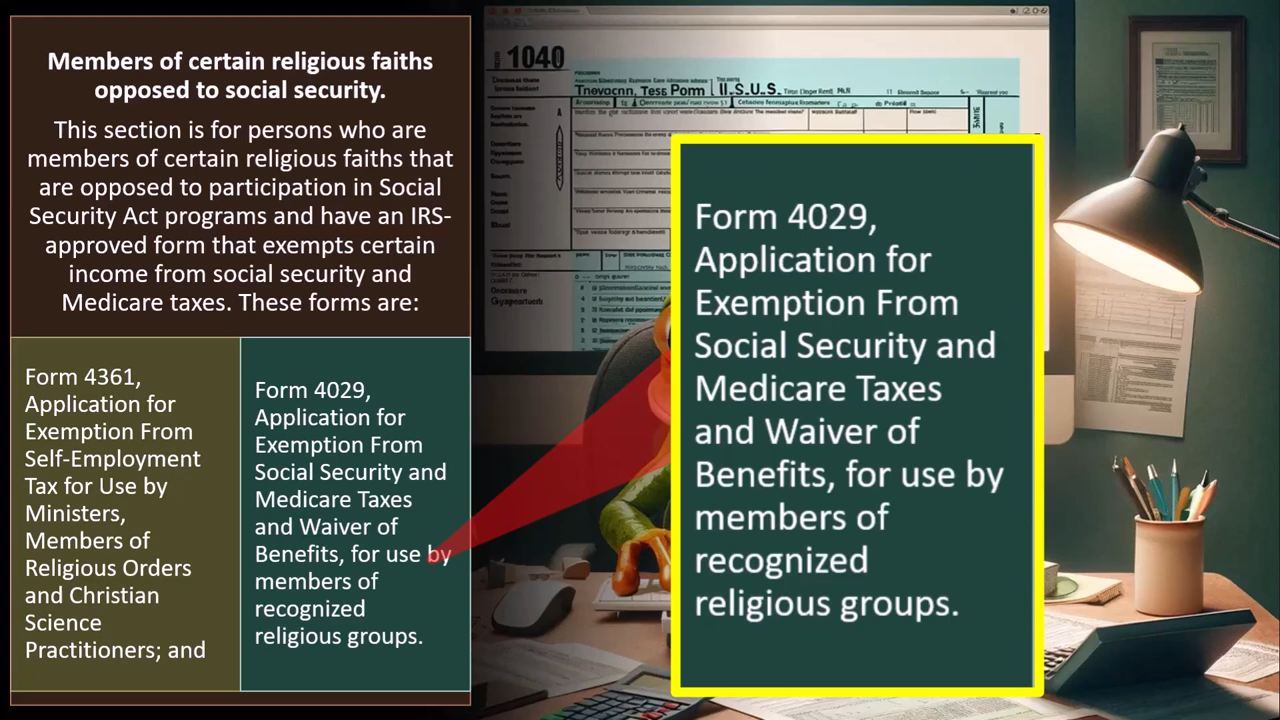 Members of certain religious faiths
opposed to social security.
This section is for persons who are
members of certain religious faiths that
are opposed to participation in Social
Security Act programs and have an IRS-
approved form that exempts certain
income from social security and
Medicare taxes. These forms are:
Form 4361,
Application for
Exemption From
Self-Employment
Tax for Use by
Ministers,
Members of
Religious Orders
and Christian
Science
Practitioners; and
Form 4029,
Application for
Exemption From
Social Security and
Medicare Taxes
and Waiver of
Benefits, for use by
members of
recognized
religious groups.
1040
Tnevacnn, Tess Porm II.S.U.S.
Form 4029,
Application for
Exemption From
Social Security and
Medicare Taxes
and Waiver of
Benefits, for use by
members of
recognized
religious groups.